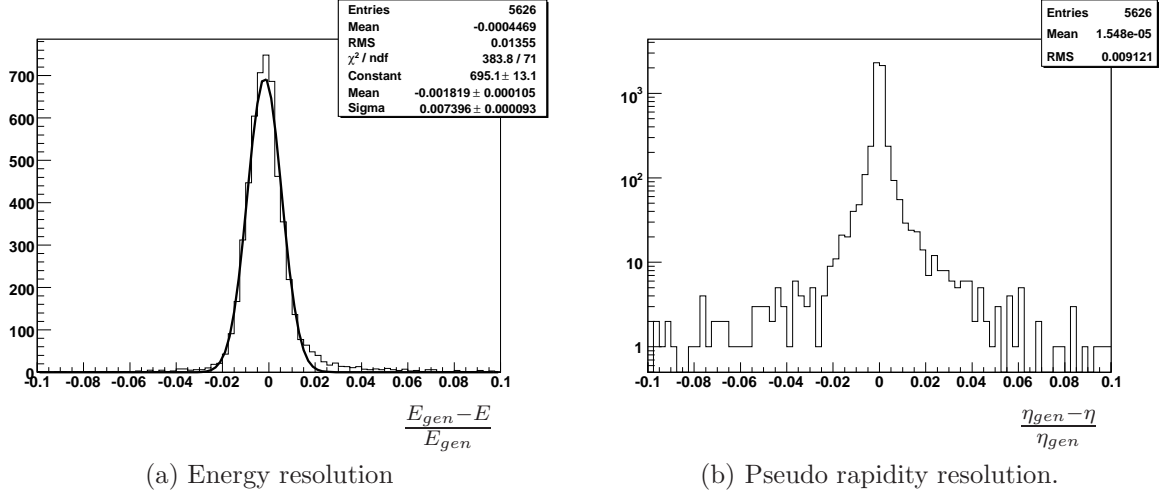 Entries 5626
Mean -0.0004469
RMS 0.01355
χ² / ndf 383.8 / 71
Constant 695.1 ± 13.1
Mean -0.001819 ± 0.000105
Sigma 0.007396 ± 0.000093
700
600
500
400
300
200
100
0
-0.1 -0.08 -0.06 -0.04 -0.02 0 0.02 0.04 0.06 0.08 0.1
E_gen − E
E_gen
(a) Energy resolution
Entries 5626
Mean 1.548e-05
RMS 0.009121
10³
10²
10
1
-0.1 -0.08 -0.06 -0.04 -0.02 0 0.02 0.04 0.06 0.08 0.1
η_gen − η
η_gen
(b) Pseudo rapidity resolution.